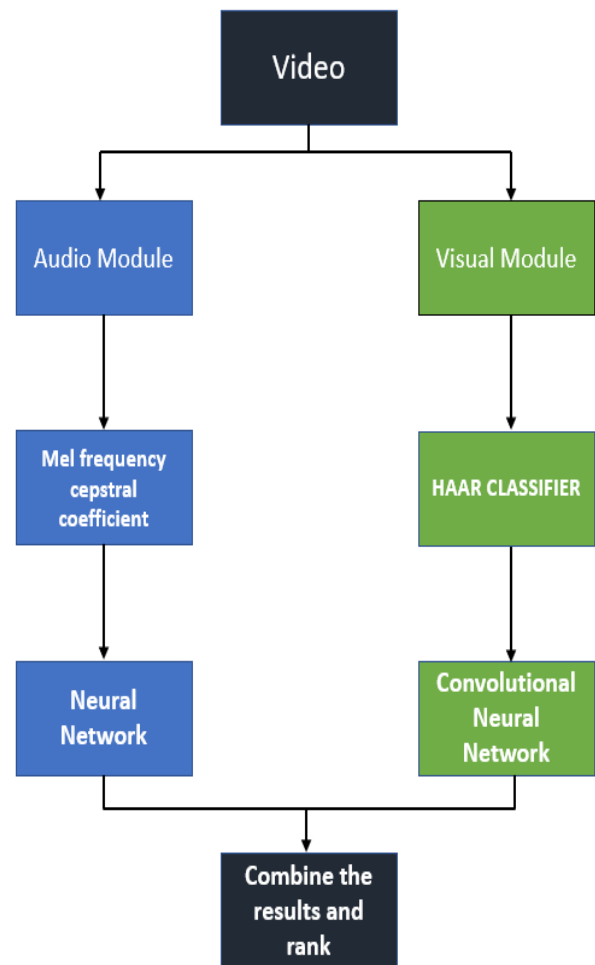 Video
Audio Module
Visual Module
Mel frequency
cepstral
coefficient
HAAR CLASSIFIER
Neural
Network
Convolutional
Neural
Network
Combine the
results and
rank